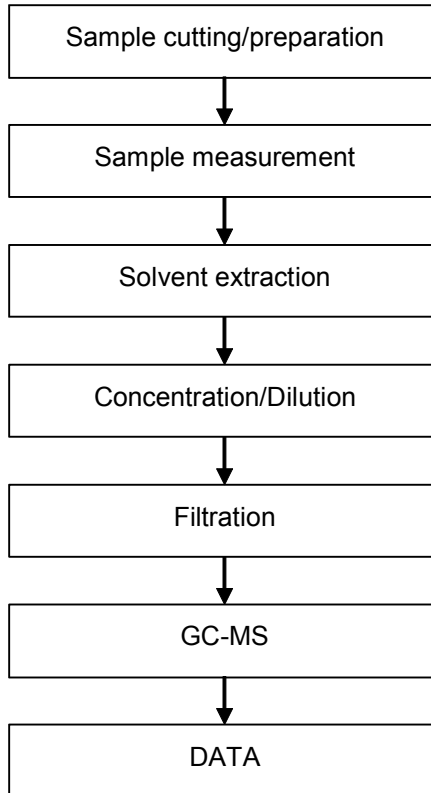 Sample cutting/preparation
Sample measurement
Solvent extraction
Concentration/Dilution
Filtration
GC-MS
DATA